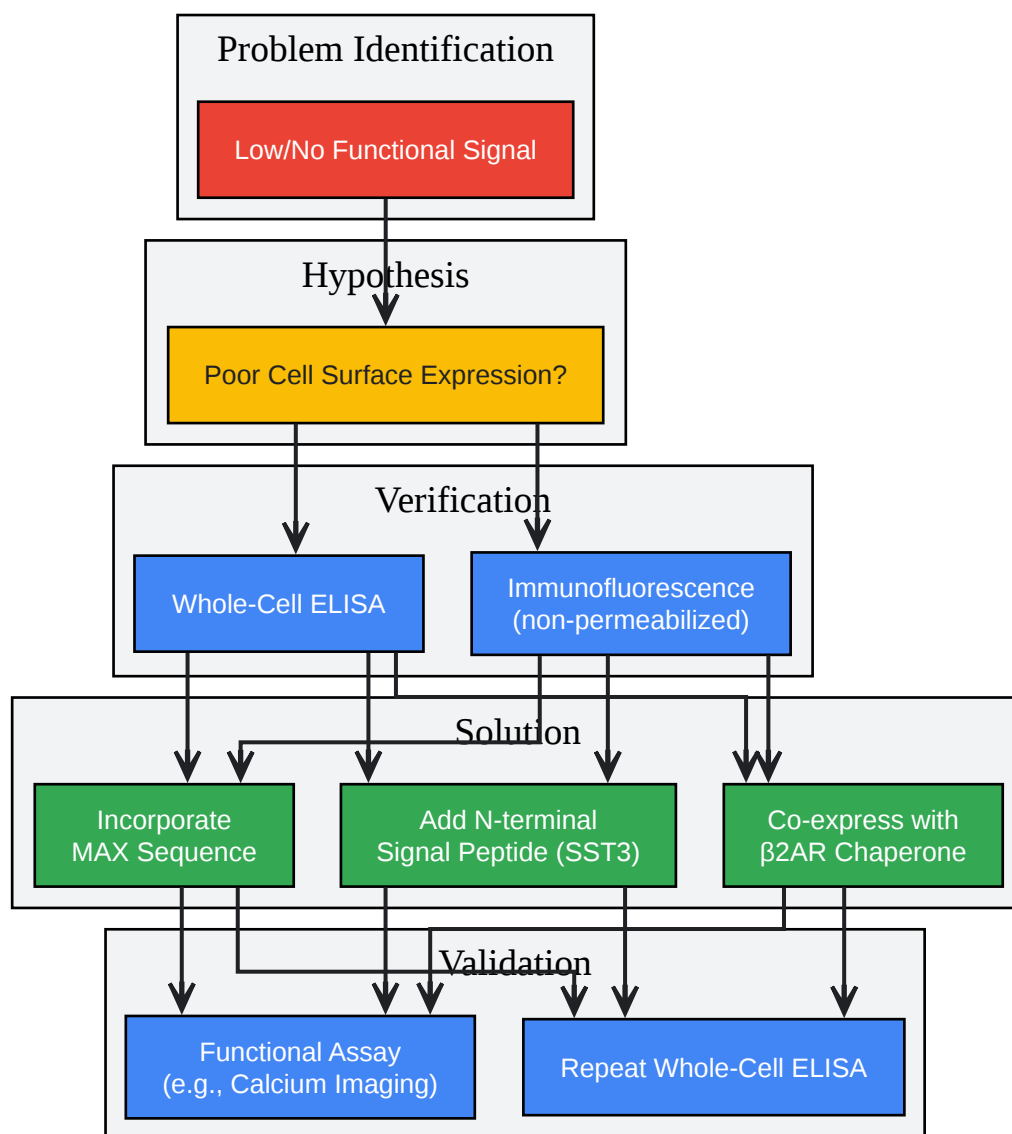 Problem Identification
Low/No Functional Signal
Hypothesis
Poor Cell Surface Expression?
Verification
Whole-Cell ELISA
Immunofluorescence
(non-permeabilized)
Solution
Incorporate
MAX Sequence
Add N-terminal
Signal Peptide (SST3)
Co-express with
β2AR Chaperone
Validation
Functional Assay
(e.g., Calcium Imaging)
Repeat Whole-Cell ELISA